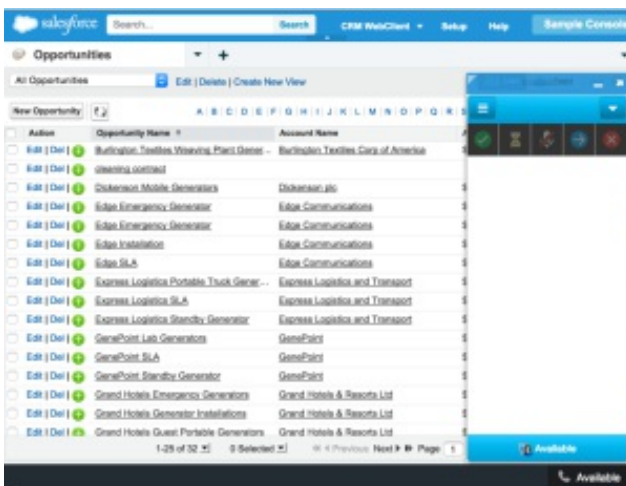 salesforce Search... Search CRM WebClient Setup Help Sample Console
Opportunities +
All Opportunities Edit | Delete | Create New View
New Opportunity A B C D E F G H I J K L M N O P Q R S
Action Opportunity Name Account Name
Edit | Del | Burlington Textiles Weaving Plant Gener... Burlington Textiles Corp of America
Edit | Del | cleaning contract
Edit | Del | Dickenson Mobile Generators Dickenson plc
Edit | Del | Edge Emergency Generator Edge Communications
Edit | Del | Edge Emergency Generator Edge Communications
Edit | Del | Edge Installation Edge Communications
Edit | Del | Edge SLA Edge Communications
Edit | Del | Express Logistics Portable Truck Gener... Express Logistics and Transport
Edit | Del | Express Logistics SLA Express Logistics and Transport
Edit | Del | Express Logistics Standby Generator Express Logistics and Transport
Edit | Del | GenePoint Lab Generators GenePoint
Edit | Del | GenePoint SLA GenePoint
Edit | Del | GenePoint Standby Generator GenePoint
Edit | Del | Grand Hotels Emergency Generators Grand Hotels & Resorts Ltd
Edit | Del | Grand Hotels Generator Installations Grand Hotels & Resorts Ltd
Edit | Del | Grand Hotels Guest Portable Generators Grand Hotels & Resorts Ltd
1-25 of 32 0 Selected Previous Next Page 1
Available
Available